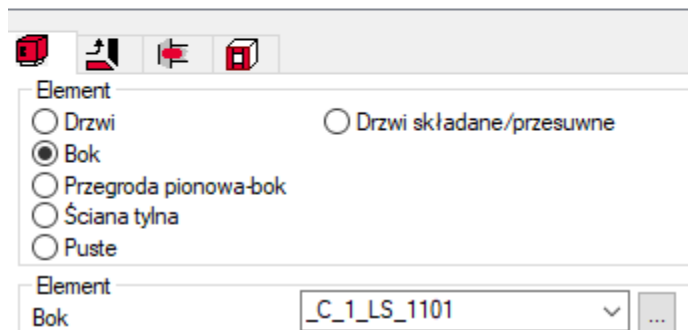 Element
Drzwi
Drzwi składane/przesuwne
Bok
Przegroda pionowa-bok
Ściana tylna
Puste
Element
Bok
_C_1_LS_1101
...